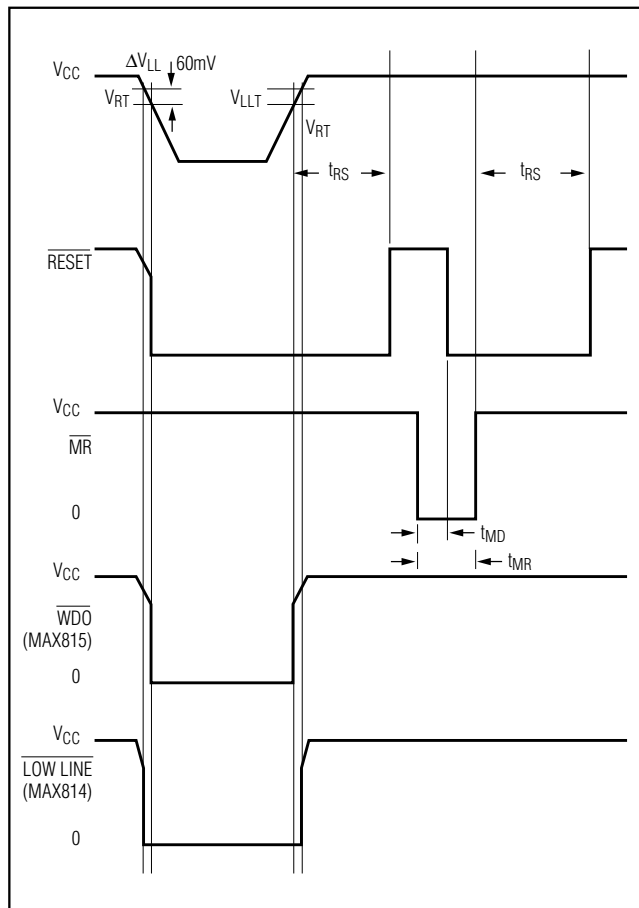 ΔVLL 60mV
VCC
VRT
VLLT
VRT
tRS
tRS
RESET
VCC
MR
0
tMD
tMR
VCC
WDO
(MAX815)
0
VCC
LOW LINE
(MAX814)
0